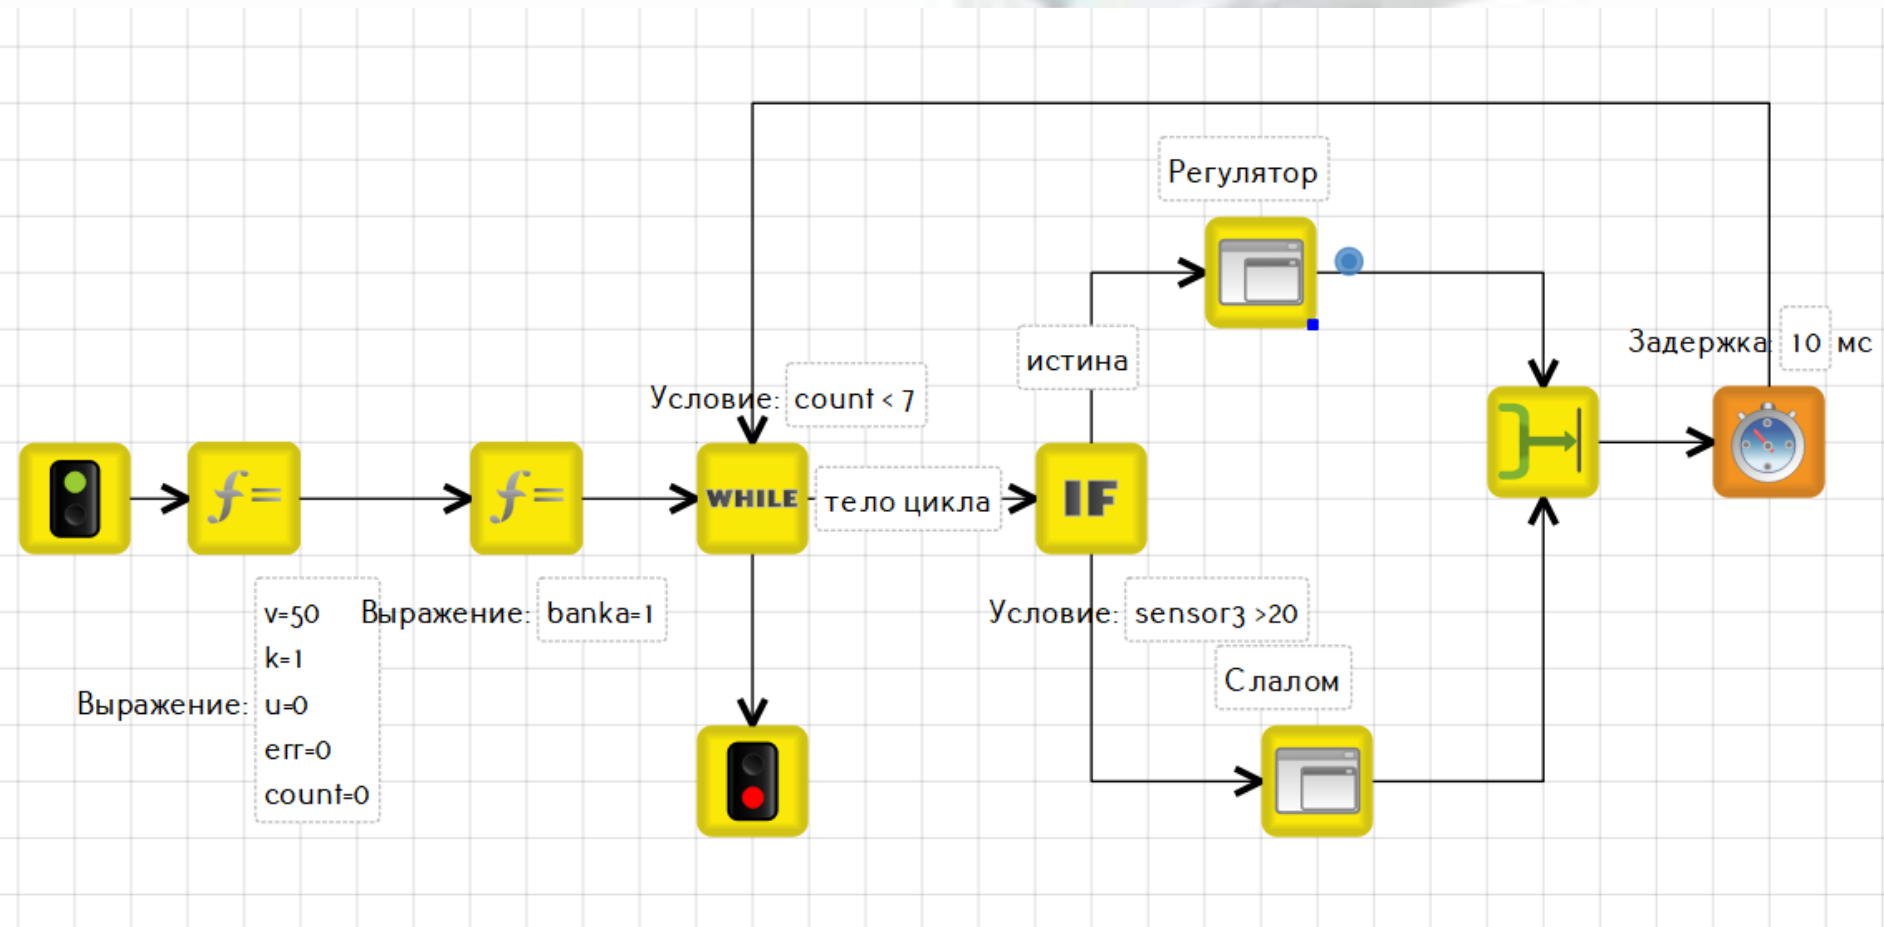 Регулятор
истина
Задержка: 10 мс
Условие: count < 7
f=
f=
WHILE
тело цикла
IF
v=50
k=1
Выражение: u=0
err=0
count=0
Выражение: banka=1
Условие: sensor3 >20
Слалом